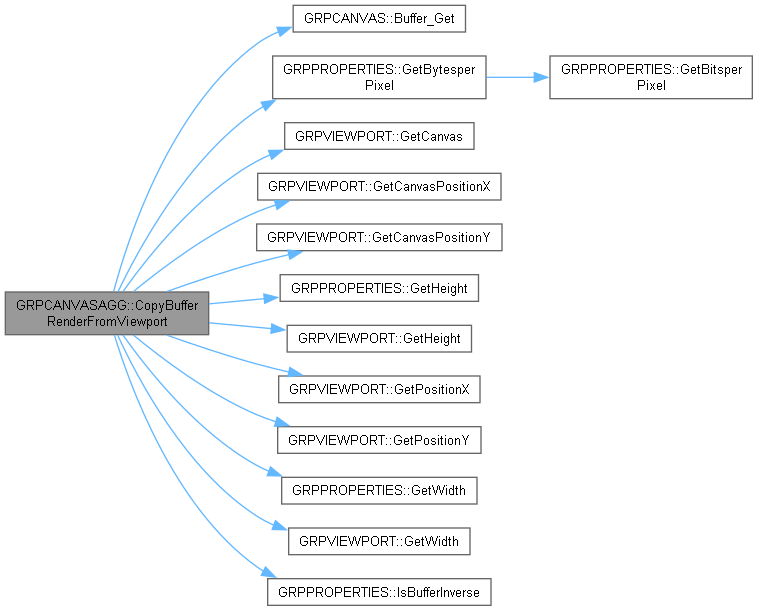 GRPCANVAS::Buffer_Get
GRPPROPERTIES::GetBytesper
Pixel
GRPPROPERTIES::GetBitsper
Pixel
GRPVIEWPORT::GetCanvas
GRPVIEWPORT::GetCanvasPositionX
GRPVIEWPORT::GetCanvasPositionY
GRPCANVASAGG::CopyBuffer
RenderFromViewport
GRPPROPERTIES::GetHeight
GRPVIEWPORT::GetHeight
GRPVIEWPORT::GetPositionX
GRPVIEWPORT::GetPositionY
GRPPROPERTIES::GetWidth
GRPVIEWPORT::GetWidth
GRPPROPERTIES::IsBufferInverse